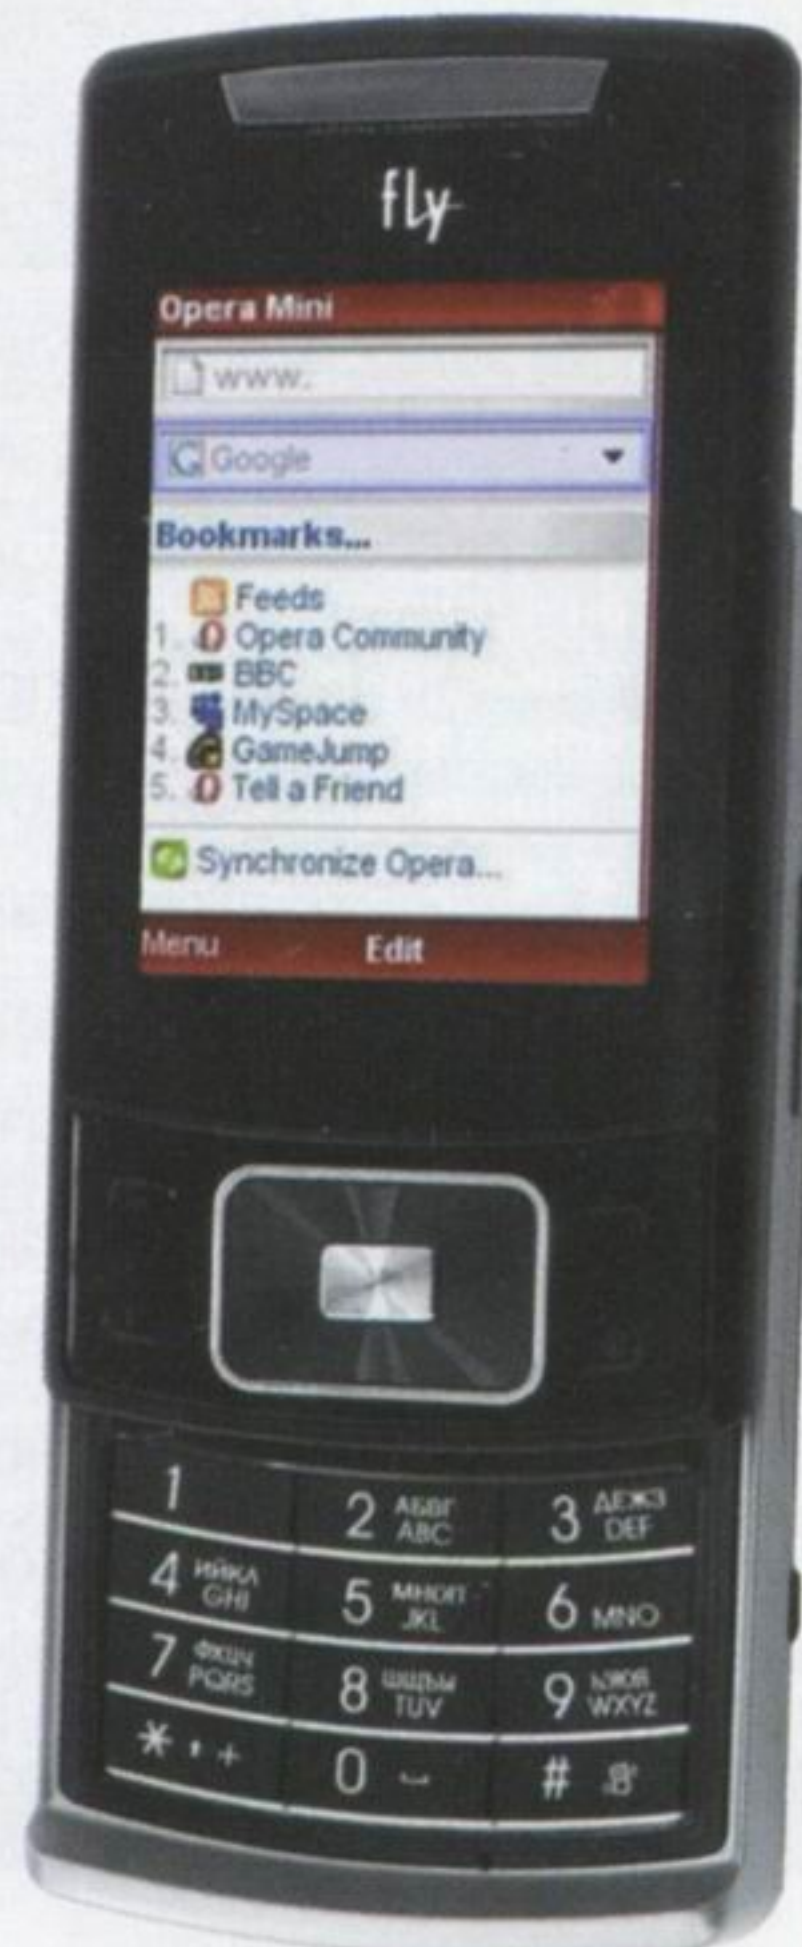 fly
Opera Mini
www.
Google
Bookmarks...
Feeds
1. Opera Community
2. BBC
3. MySpace
4. GameJump
5. Tell a Friend
Synchronize Opera...
Menu Edit
1
2 АБВГ ABC
3 ДЕЖЗ DEF
4 ИЙКЛ GHI
5 МНОП JKL
6 MNO
7 ФХЦЧ PQRS
8 ШЩЪЫ TUV
9 ЬЭЮЯ WXYZ
* , +
0
#